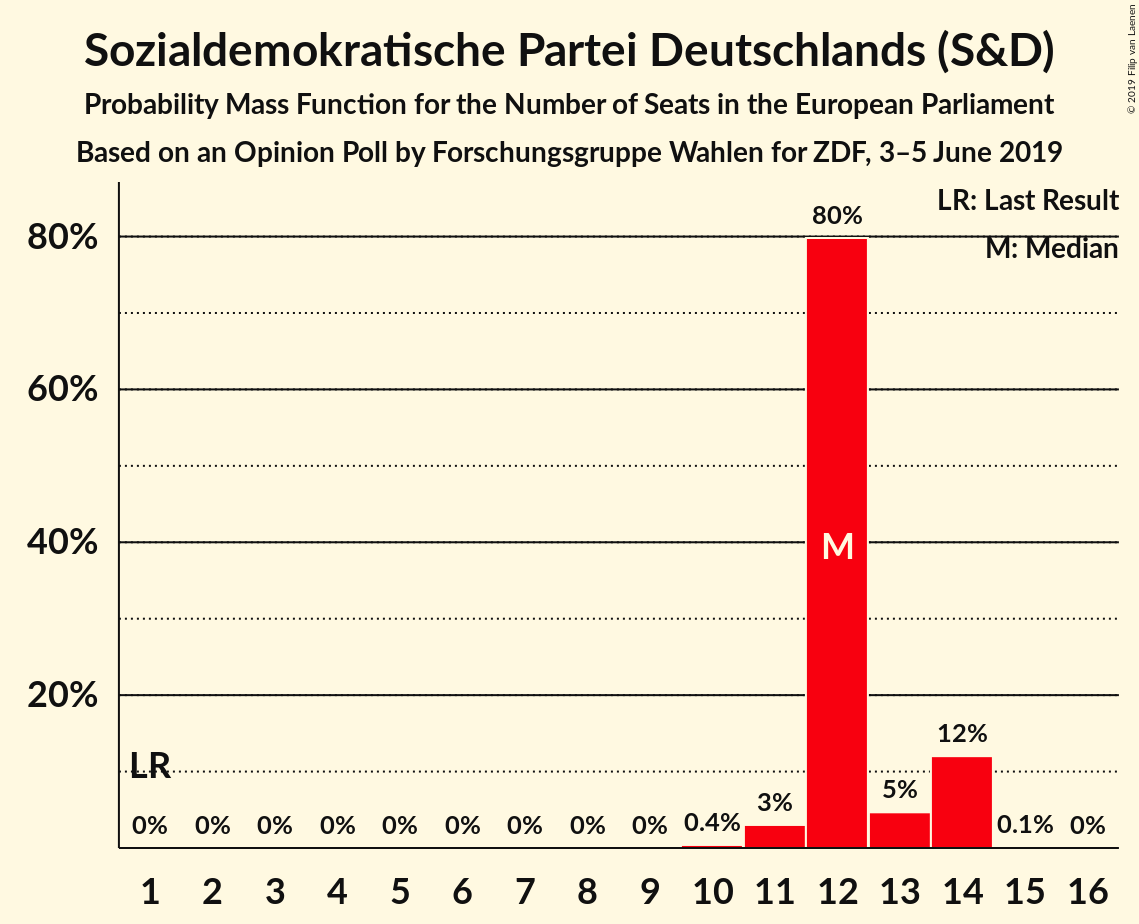 Sozialdemokratische Partei Deutschlands (S&D)
Probability Mass Function for the Number of Seats in the European Parliament
Based on an Opinion Poll by Forschungsgruppe Wahlen for ZDF, 3–5 June 2019
© 2019 Filip van Laenen
LR: Last Result
M: Median
80%
60%
40%
20%
80%
M
LR
0% 0% 0% 0% 0% 0% 0% 0% 0% 0.4% 3% 5% 12% 0.1% 0%
1 2 3 4 5 6 7 8 9 10 11 12 13 14 15 16